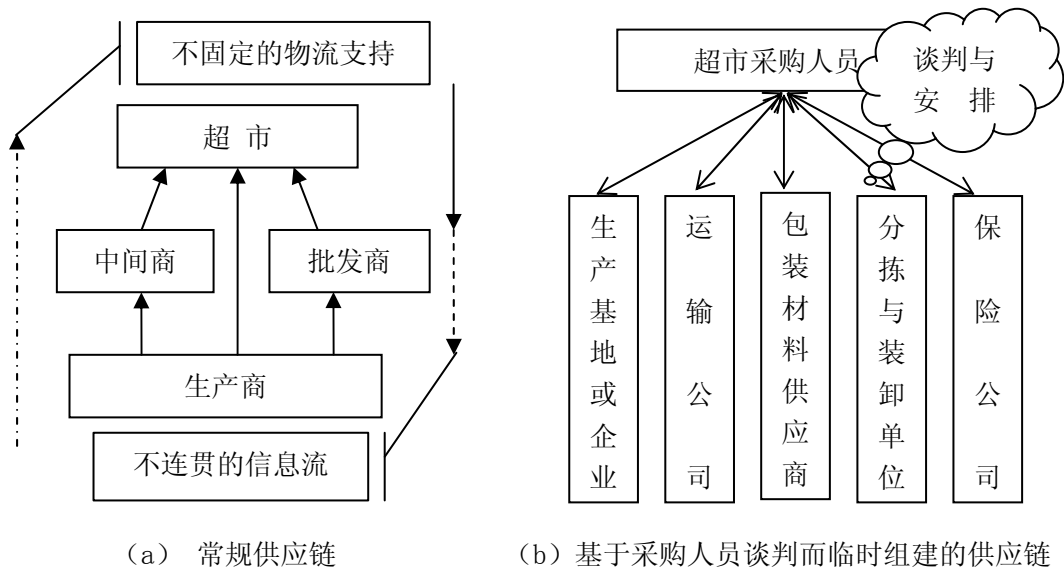 不固定的物流支持
超 市
中间商
批发商
生产商
不连贯的信息流
(a) 常规供应链
超市采购人员
谈判与
安 排
生产基地或企业
运输公司
包装材料供应商
分拣与装卸单位
保险公司
(b)基于采购人员谈判而临时组建的供应链